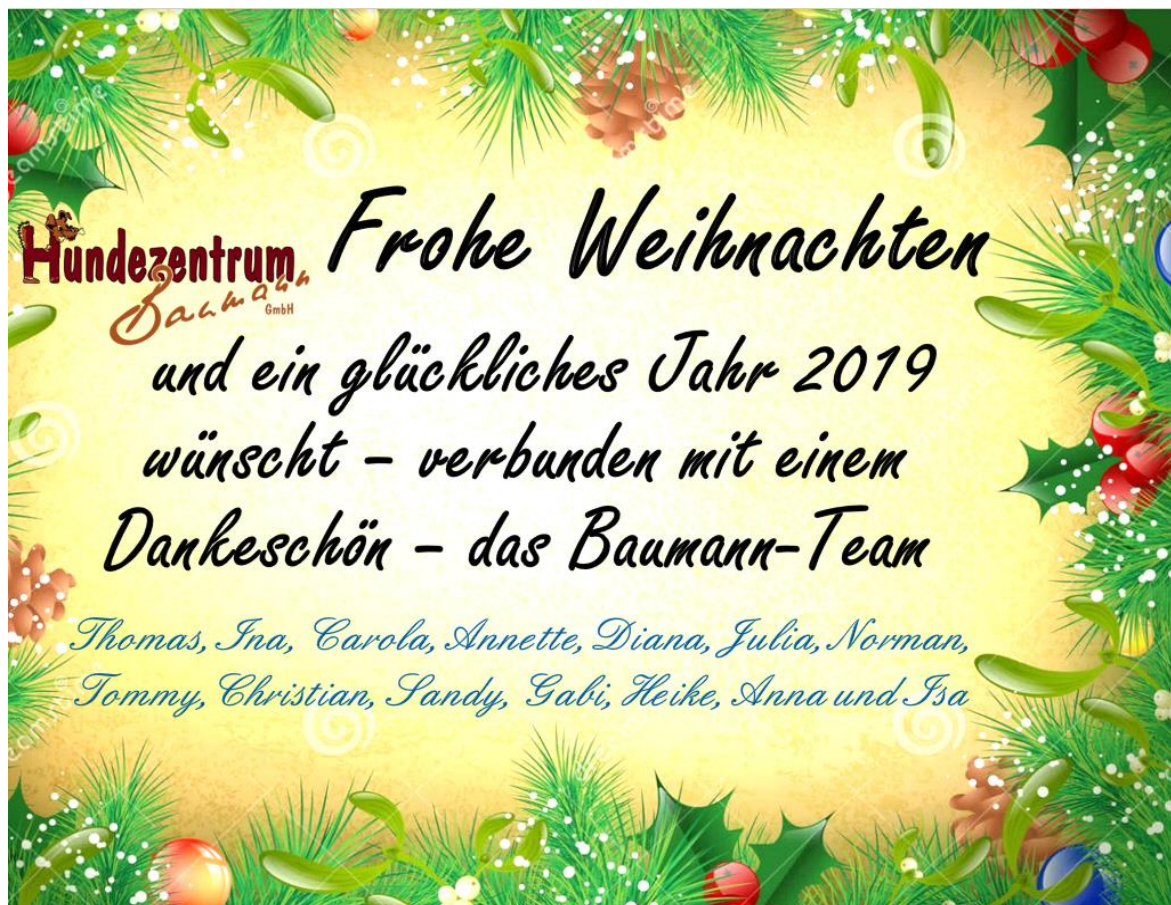 Hundezentrum
Baumann
GmbH
Frohe Weihnachten
und ein glückliches Jahr 2019
wünscht – verbunden mit einem
Dankeschön – das Baumann-Team
Thomas, Ina, Carola, Annette, Diana, Julia, Norman,
Tommy, Christian, Sandy, Gabi, Heike, Anna und Isa